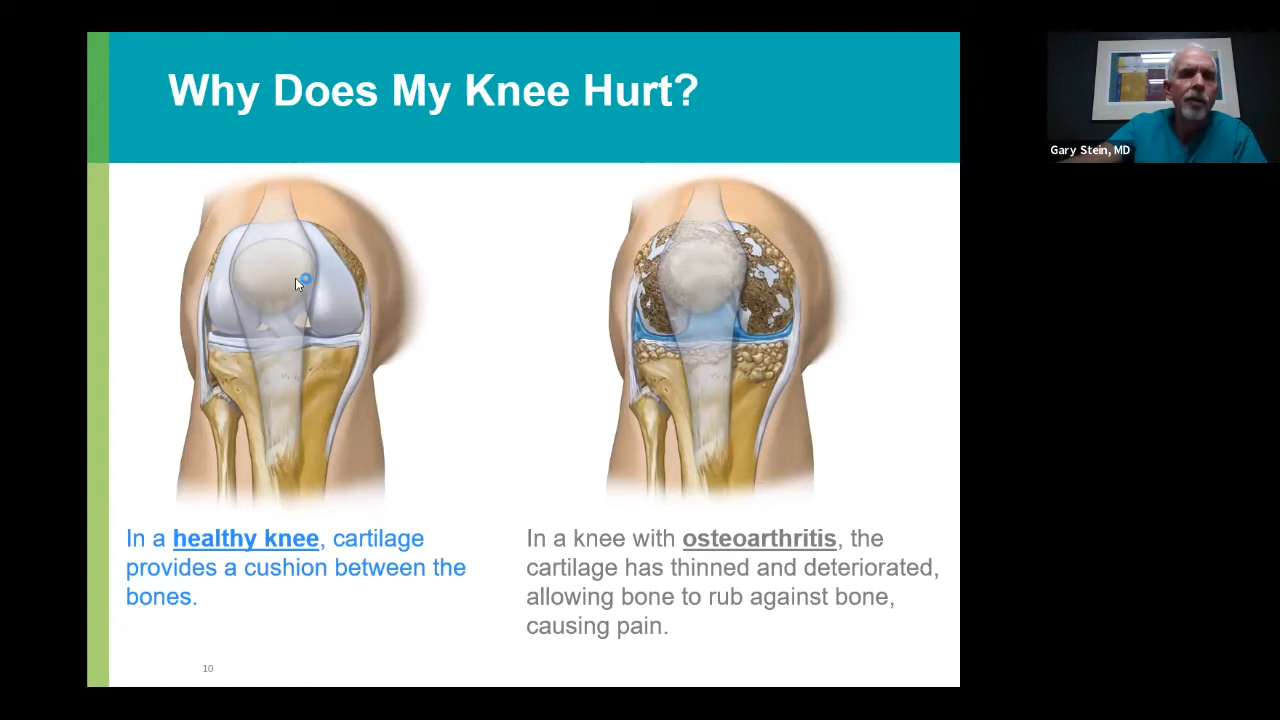 Why Does My Knee Hurt?
Gary Stein, MD
In a healthy knee, cartilage
provides a cushion between the
bones.
In a knee with osteoarthritis, the
cartilage has thinned and deteriorated,
allowing bone to rub against bone,
causing pain.
10